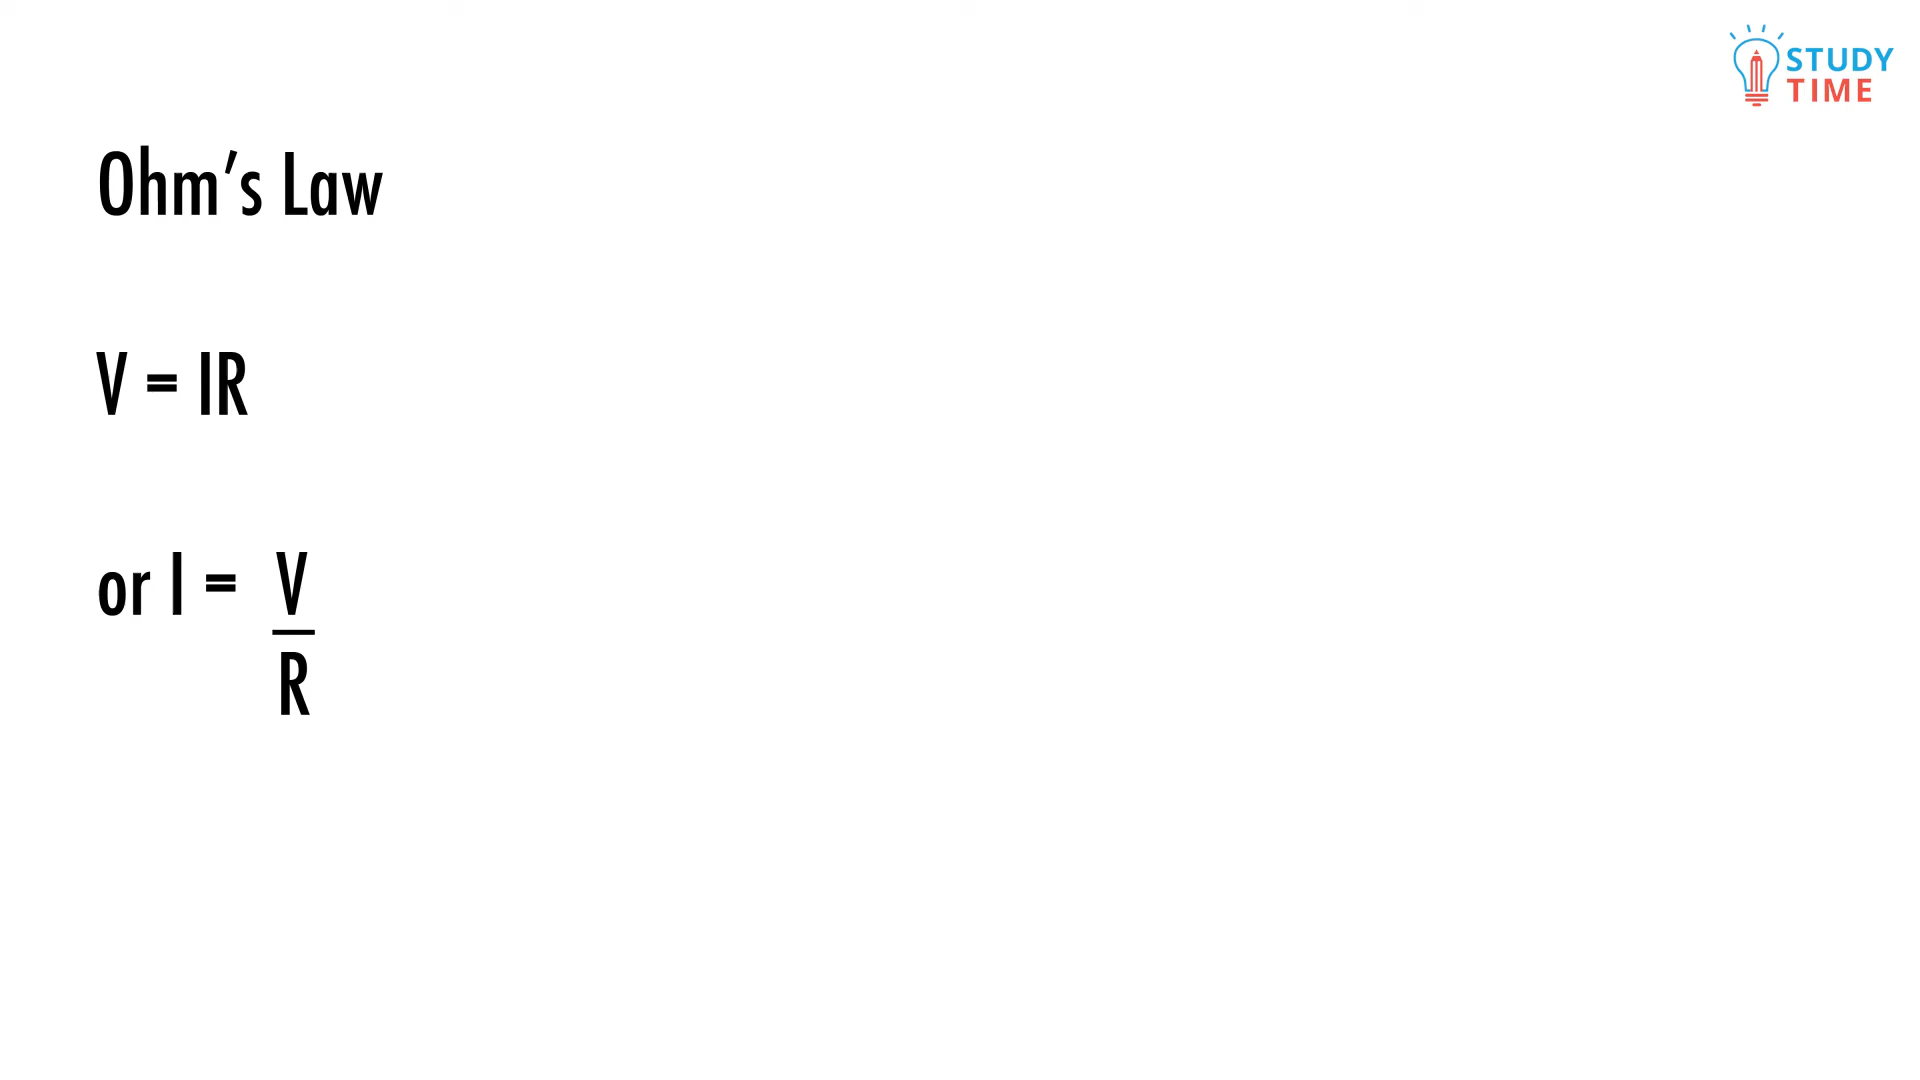 STUDY
TIME
Ohm's Law
V = IR
or I = V
R